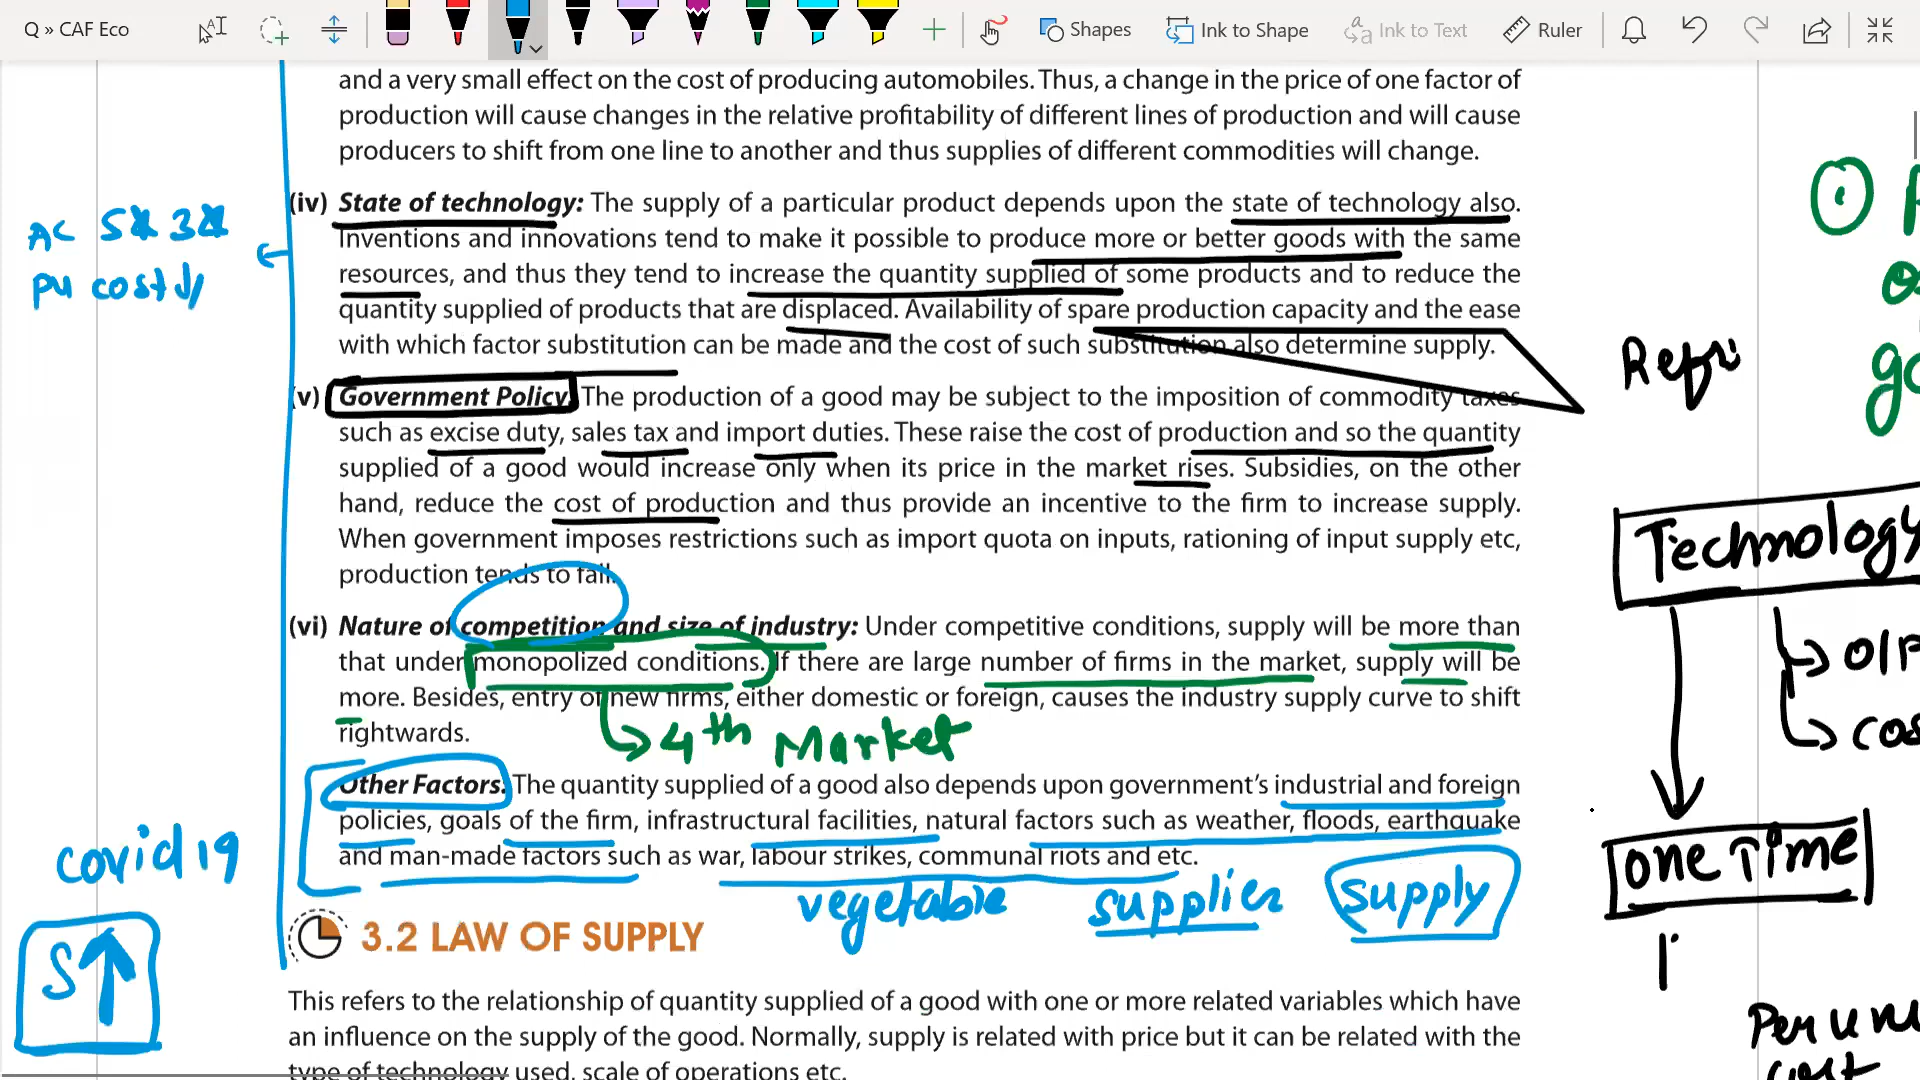 Q » CAF Eco
Shapes
Ink to Shape
Ink to Text
Ruler
and a very small effect on the cost of producing automobiles. Thus, a change in the price of one factor of
production will cause changes in the relative profitability of different lines of production and will cause
producers to shift from one line to another and thus supplies of different commodities will change.
(iv) State of technology: The supply of a particular product depends upon the state of technology also.
Inventions and innovations tend to make it possible to produce more or better goods with the same
resources, and thus they tend to increase the quantity supplied of some products and to reduce the
quantity supplied of products that are displaced. Availability of spare production capacity and the ease
with which factor substitution can be made and the cost of such substitution also determine supply.
AC 5* 3*
PU cost
Refri
(v) Government Policy: The production of a good may be subject to the imposition of commodity taxes
such as excise duty, sales tax and import duties. These raise the cost of production and so the quantity
supplied of a good would increase only when its price in the market rises. Subsidies, on the other
hand, reduce the cost of production and thus provide an incentive to the firm to increase supply.
When government imposes restrictions such as import quota on inputs, rationing of input supply etc,
production tends to fall.
Technology
(vi) Nature of competition and size of industry: Under competitive conditions, supply will be more than
that under monopolized conditions. If there are large number of firms in the market, supply will be
more. Besides, entry of new firms, either domestic or foreign, causes the industry supply curve to shift
rightwards.
4th Market
O/P
cos
Other Factors: The quantity supplied of a good also depends upon government's industrial and foreign
policies, goals of the firm, infrastructural facilities, natural factors such as weather, floods, earthquake
and man-made factors such as war, labour strikes, communal riots and etc.
covid 19
one Time
vegetable supplier supply
S
3.2 LAW OF SUPPLY
This refers to the relationship of quantity supplied of a good with one or more related variables which have
an influence on the supply of the good. Normally, supply is related with price but it can be related with the
type of technology used, scale of operations etc.
cost